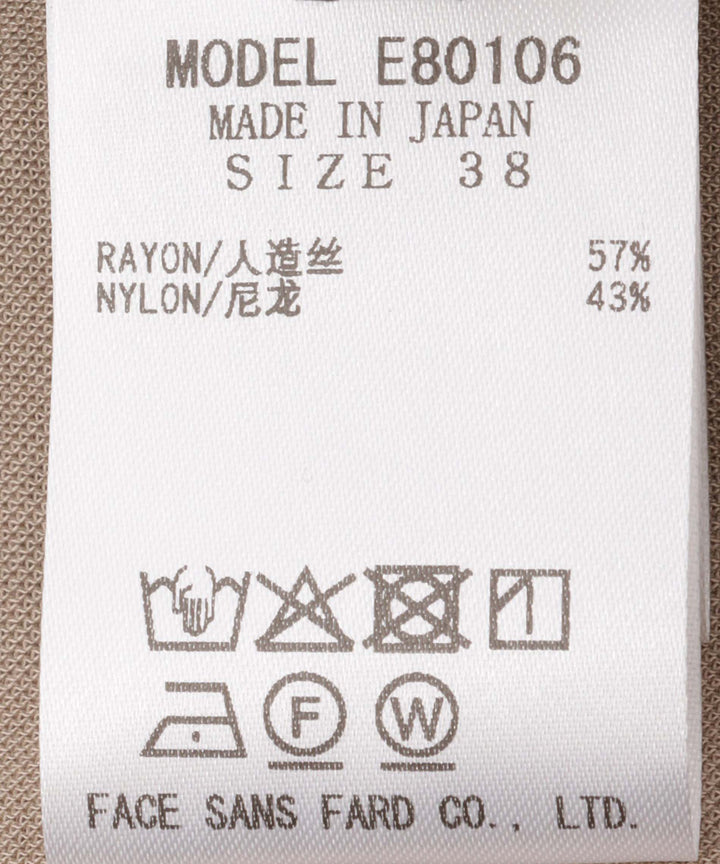 MODEL E80106
MADE IN JAPAN
SIZE 38
RAYON/人造丝 57%
NYLON/尼龙 43%
F W
FACE SANS FARD CO., LTD.